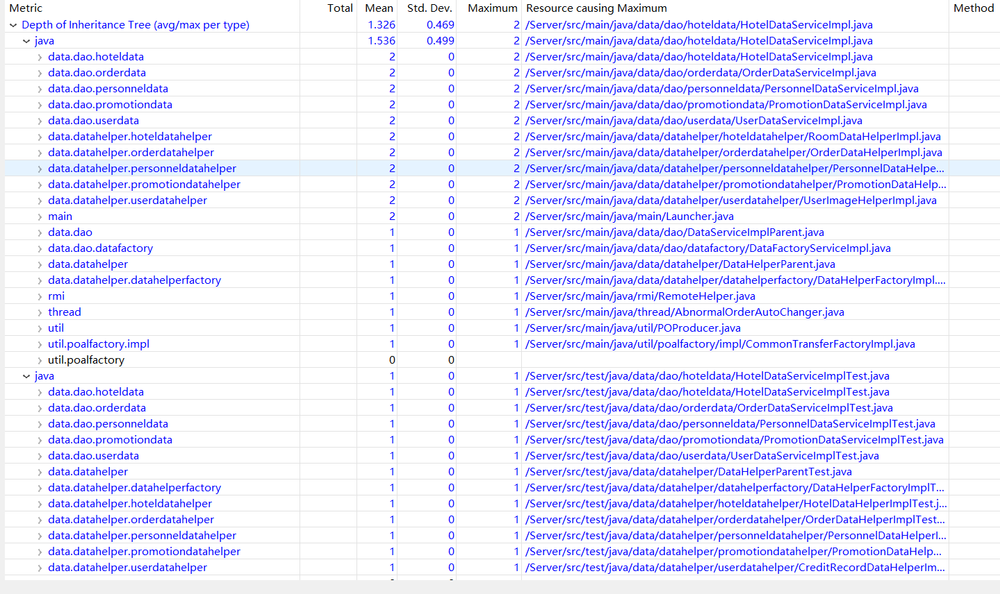 Metric Total Mean Std. Dev. Maximum Resource causing Maximum Method
Depth of Inheritance Tree (avg/max per type) 1.326 0.469 2 /Server/src/main/java/data/dao/hoteldata/HotelDataServiceImpl.java
java 1.536 0.499 2 /Server/src/main/java/data/dao/hoteldata/HotelDataServiceImpl.java
data.dao.hoteldata 2 0 2 /Server/src/main/java/data/dao/hoteldata/HotelDataServiceImpl.java
data.dao.orderdata 2 0 2 /Server/src/main/java/data/dao/orderdata/OrderDataServiceImpl.java
data.dao.personneldata 2 0 2 /Server/src/main/java/data/dao/personneldata/PersonnelDataServiceImpl.java
data.dao.promotiondata 2 0 2 /Server/src/main/java/data/dao/promotiondata/PromotionDataServiceImpl.java
data.dao.userdata 2 0 2 /Server/src/main/java/data/dao/userdata/UserDataServiceImpl.java
data.datahelper.hoteldatahelper 2 0 2 /Server/src/main/java/data/datahelper/hoteldatahelper/RoomDataHelperImpl.java
data.datahelper.orderdatahelper 2 0 2 /Server/src/main/java/data/datahelper/orderdatahelper/OrderDataHelperImpl.java
data.datahelper.personneldatahelper 2 0 2 /Server/src/main/java/data/datahelper/personneldatahelper/PersonnelDataHelpe...
data.datahelper.promotiondatahelper 2 0 2 /Server/src/main/java/data/datahelper/promotiondatahelper/PromotionDataHelp...
data.datahelper.userdatahelper 2 0 2 /Server/src/main/java/data/datahelper/userdatahelper/UserImageHelperImpl.java
main 2 0 2 /Server/src/main/java/main/Launcher.java
data.dao 1 0 1 /Server/src/main/java/data/dao/DataServiceImplParent.java
data.dao.datafactory 1 0 1 /Server/src/main/java/data/dao/datafactory/DataFactoryServiceImpl.java
data.datahelper 1 0 1 /Server/src/main/java/data/datahelper/DataHelperParent.java
data.datahelper.datahelperfactory 1 0 1 /Server/src/main/java/data/datahelper/datahelperfactory/DataHelperFactoryImpl....
rmi 1 0 1 /Server/src/main/java/rmi/RemoteHelper.java
thread 1 0 1 /Server/src/main/java/thread/AbnormalOrderAutoChanger.java
util 1 0 1 /Server/src/main/java/util/POProducer.java
util.poalfactory.impl 1 0 1 /Server/src/main/java/util/poalfactory/impl/CommonTransferFactoryImpl.java
util.poalfactory 0 0
java 1 0 1 /Server/src/test/java/data/dao/hoteldata/HotelDataServiceImplTest.java
data.dao.hoteldata 1 0 1 /Server/src/test/java/data/dao/hoteldata/HotelDataServiceImplTest.java
data.dao.orderdata 1 0 1 /Server/src/test/java/data/dao/orderdata/OrderDataServiceImplTest.java
data.dao.personneldata 1 0 1 /Server/src/test/java/data/dao/personneldata/PersonnelDataServiceImplTest.java
data.dao.promotiondata 1 0 1 /Server/src/test/java/data/dao/promotiondata/PromotionDataServiceImplTest.java
data.dao.userdata 1 0 1 /Server/src/test/java/data/dao/userdata/UserDataServiceImplTest.java
data.datahelper 1 0 1 /Server/src/test/java/data/datahelper/DataHelperParentTest.java
data.datahelper.datahelperfactory 1 0 1 /Server/src/test/java/data/datahelper/datahelperfactory/DataHelperFactoryImplT...
data.datahelper.hoteldatahelper 1 0 1 /Server/src/test/java/data/datahelper/hoteldatahelper/HotelDataHelperImplTest.j...
data.datahelper.orderdatahelper 1 0 1 /Server/src/test/java/data/datahelper/orderdatahelper/OrderDataHelperImplTest...
data.datahelper.personneldatahelper 1 0 1 /Server/src/test/java/data/datahelper/personneldatahelper/PersonnelDataHelperI...
data.datahelper.promotiondatahelper 1 0 1 /Server/src/test/java/data/datahelper/promotiondatahelper/PromotionDataHelp...
data.datahelper.userdatahelper 1 0 1 /Server/src/test/java/data/datahelper/userdatahelper/CreditRecordDataHelperIm...